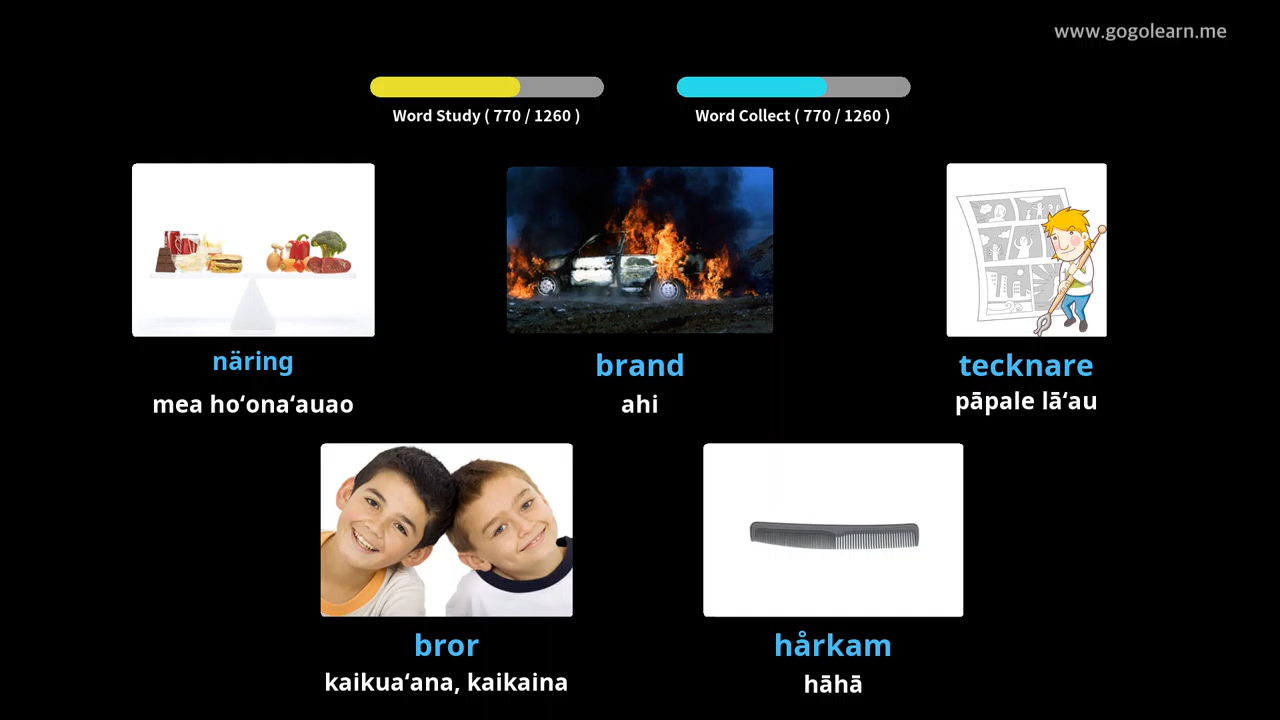 www.gogolearn.me
Word Study ( 770 / 1260 )
Word Collect ( 770 / 1260 )
näring
mea hoʻonaʻauao
brand
ahi
tecknare
pāpale lāʻau
bror
kaikuaʻana, kaikaina
hårkam
hāhā